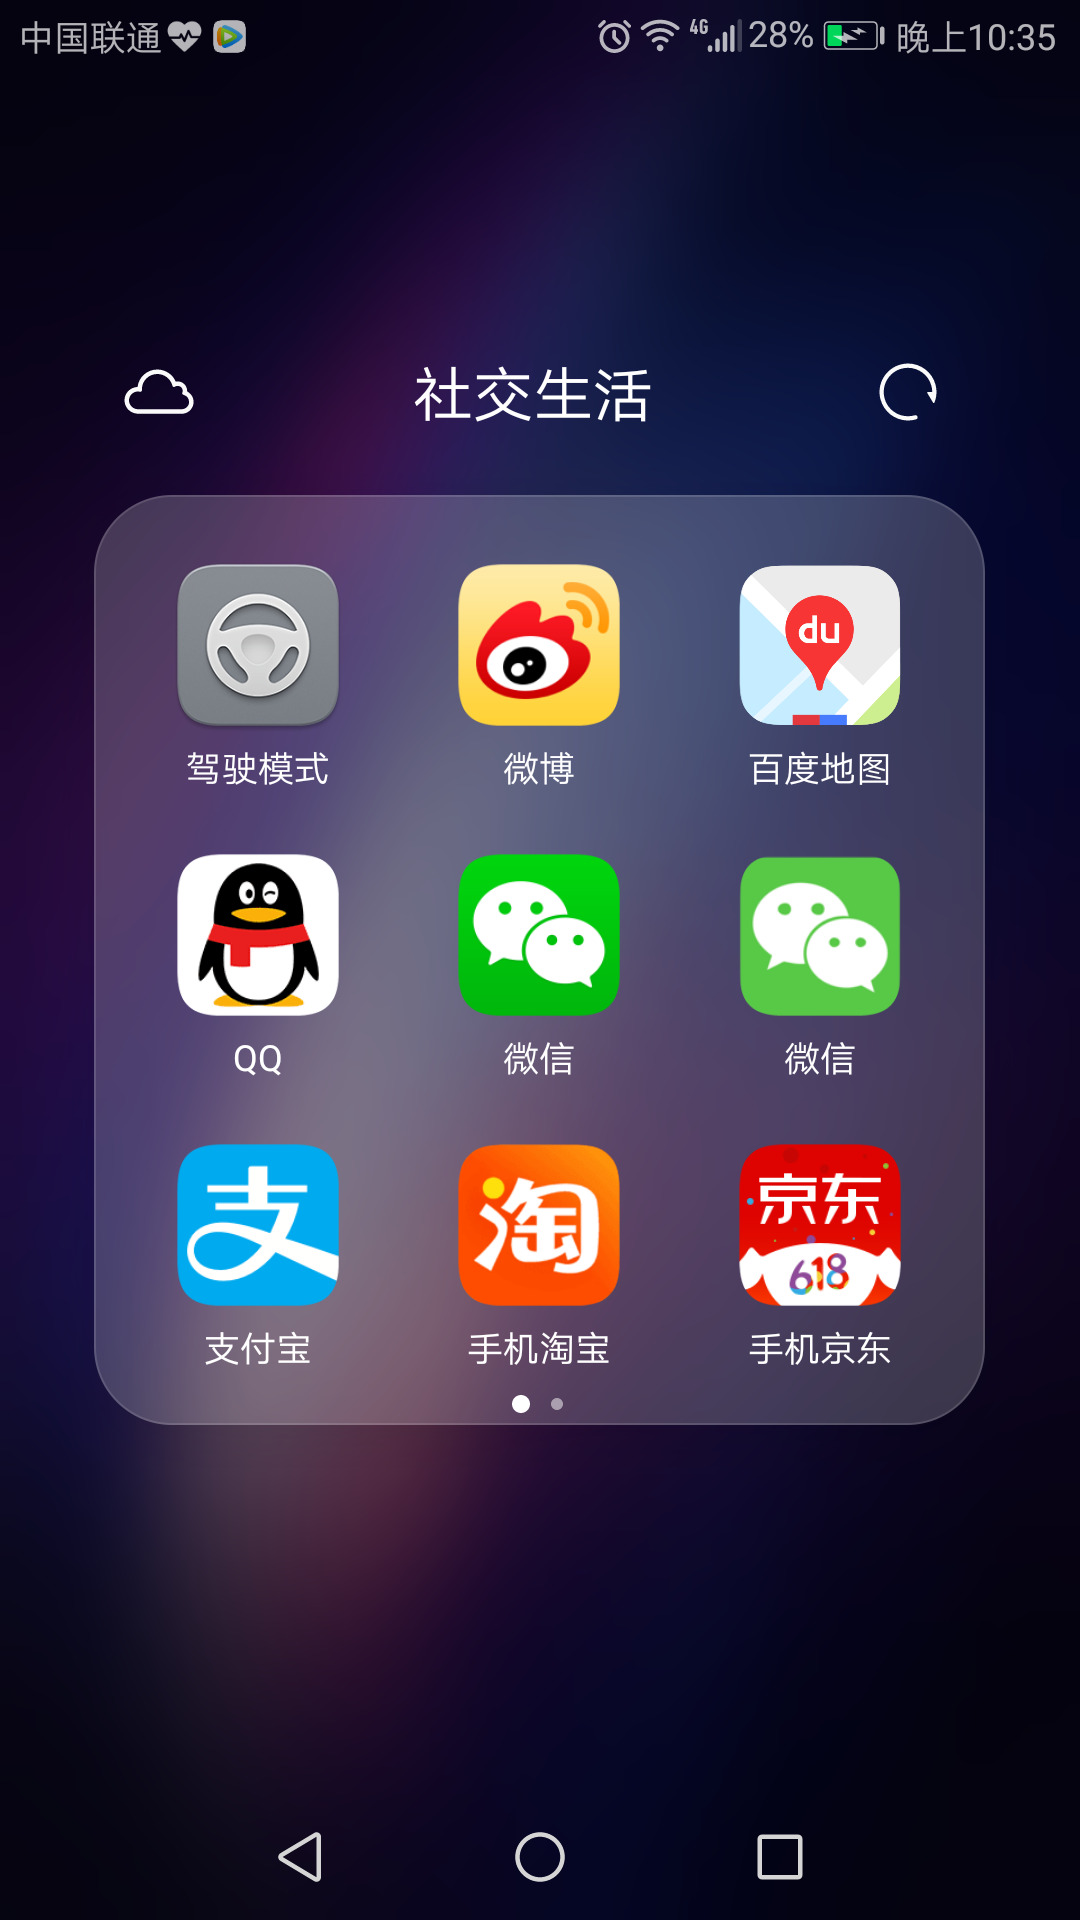 中国联通 4G 28% 晚上10:35
社交生活
du
驾驶模式 微博 百度地图
QQ 微信 微信
支 淘 京东
618
支付宝 手机淘宝 手机京东